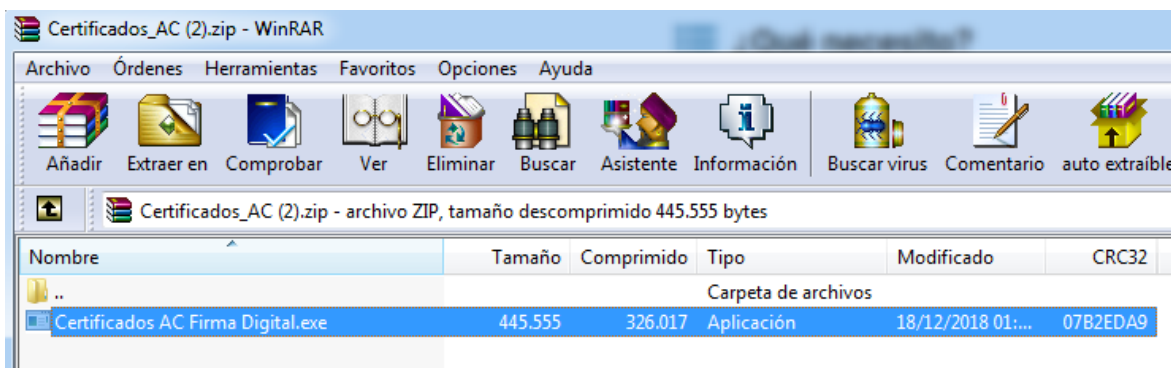 Certificados_AC (2).zip - WinRAR
¿Qué necesito?
Archivo Órdenes Herramientas Favoritos Opciones Ayuda
Añadir Extraer en Comprobar Ver Eliminar Buscar Asistente Información Buscar virus Comentario auto extraíble
Certificados_AC (2).zip - archivo ZIP, tamaño descomprimido 445.555 bytes
Nombre Tamaño Comprimido Tipo Modificado CRC32
.. Carpeta de archivos
Certificados AC Firma Digital.exe 445.555 326.017 Aplicación 18/12/2018 01:... 07B2EDA9